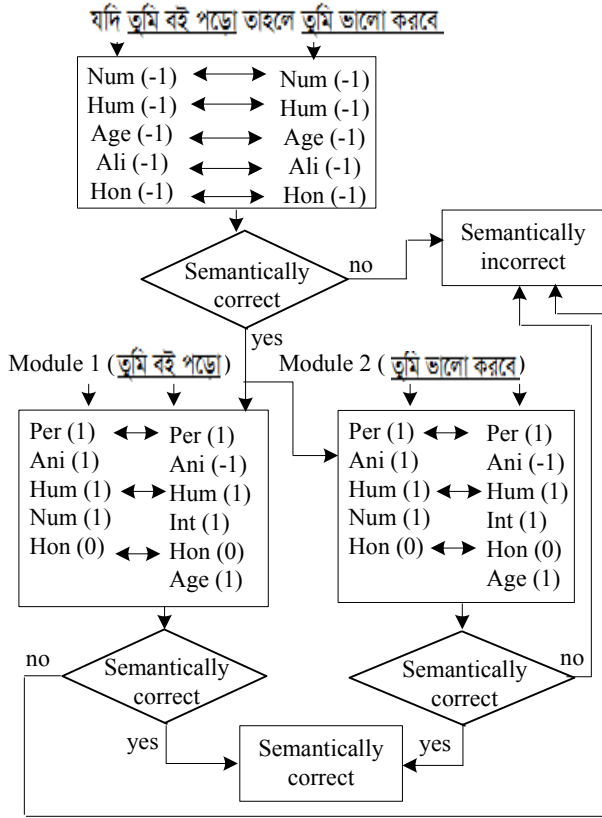 যদি তুমি বই পড়ো তাহলে তুমি ভালো করবে
Num (-1) Num (-1)
Hum (-1) Hum (-1)
Age (-1) Age (-1)
Ali (-1) Ali (-1)
Hon (-1) Hon (-1)
Semantically
incorrect
Semantically
correct
no
yes
Module 1 (তুমি বই পড়ো) Module 2 ( তুমি ভালো করবে)
Per (1) Per (1)
Ani (1) Ani (-1)
Hum (1) Hum (1)
Num (1) Int (1)
Hon (0) Hon (0)
Age (1)
Per (1) Per (1)
Ani (1) Ani (-1)
Hum (1) Hum (1)
Num (1) Int (1)
Hon (0) Hon (0)
Age (1)
no
Semantically
correct
yes
Semantically
correct
no
yes
Semantically
correct